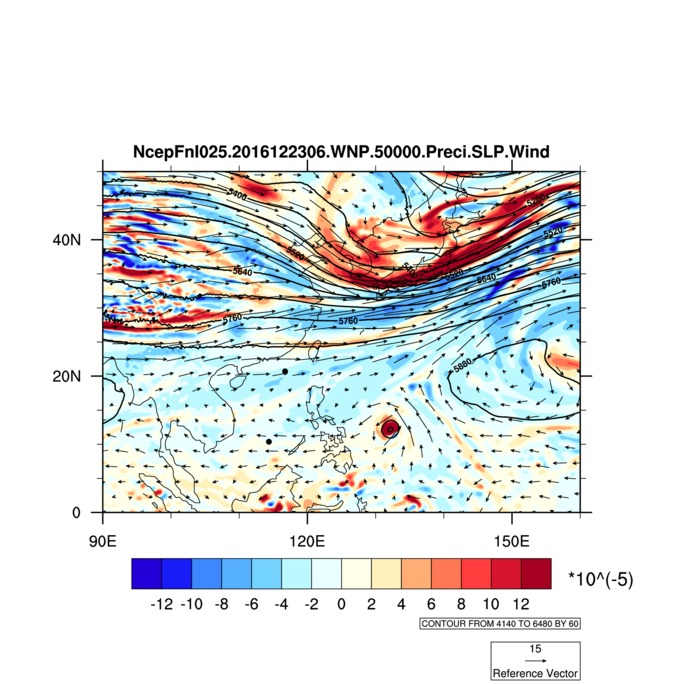 NcepFnl025.2016122306.WNP.50000.Preci.SLP.Wind
5400
5520
5640
5760
5760
5640
5520
5760
5880
40N
20N
0
90E 120E 150E
-12 -10 -8 -6 -4 -2 0 2 4 6 8 10 12
*10^(-5)
CONTOUR FROM 4140 TO 6480 BY 60
15
Reference Vector